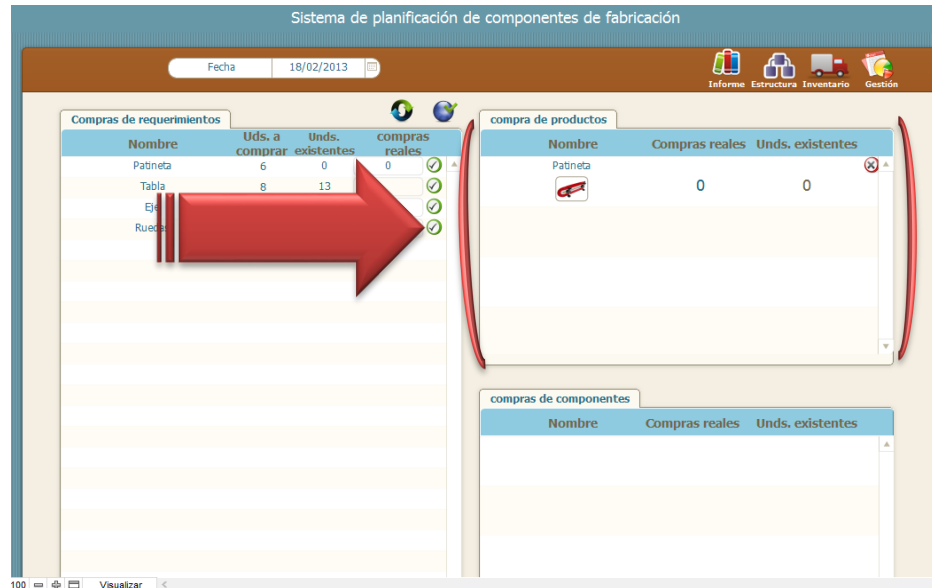 Sistema de planificación de componentes de fabricación
Fecha 18/02/2013
Informe Estructura Inventario Gestión
Compras de requerimientos
Nombre Uds. a comprar Unds. existentes compras reales
Patineta 6 0 0
Tabla 8 13
compra de productos
Nombre Compras reales Unds. existentes
Patineta
0 0
compras de componentes
Nombre Compras reales Unds. existentes
100 Visualizar